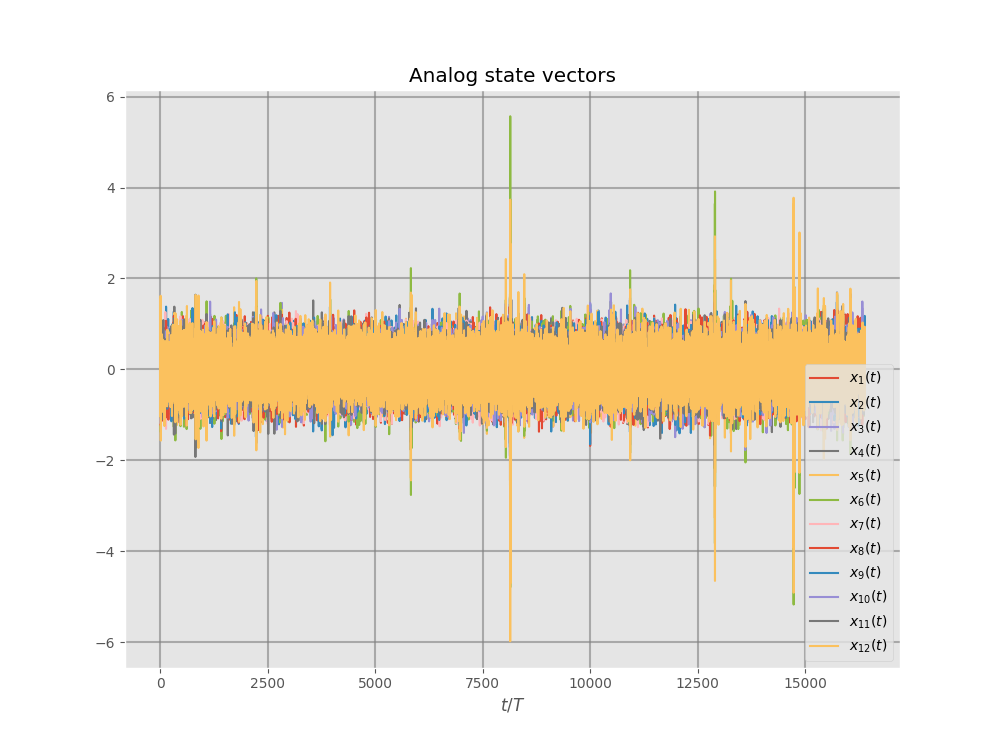 Analog state vectors
6
4
2
0
−2
−4
−6
0 2500 5000 7500 10000 12500 15000
t/T
x₁(t)
x₂(t)
x₃(t)
x₄(t)
x₅(t)
x₆(t)
x₇(t)
x₈(t)
x₉(t)
x₁₀(t)
x₁₁(t)
x₁₂(t)